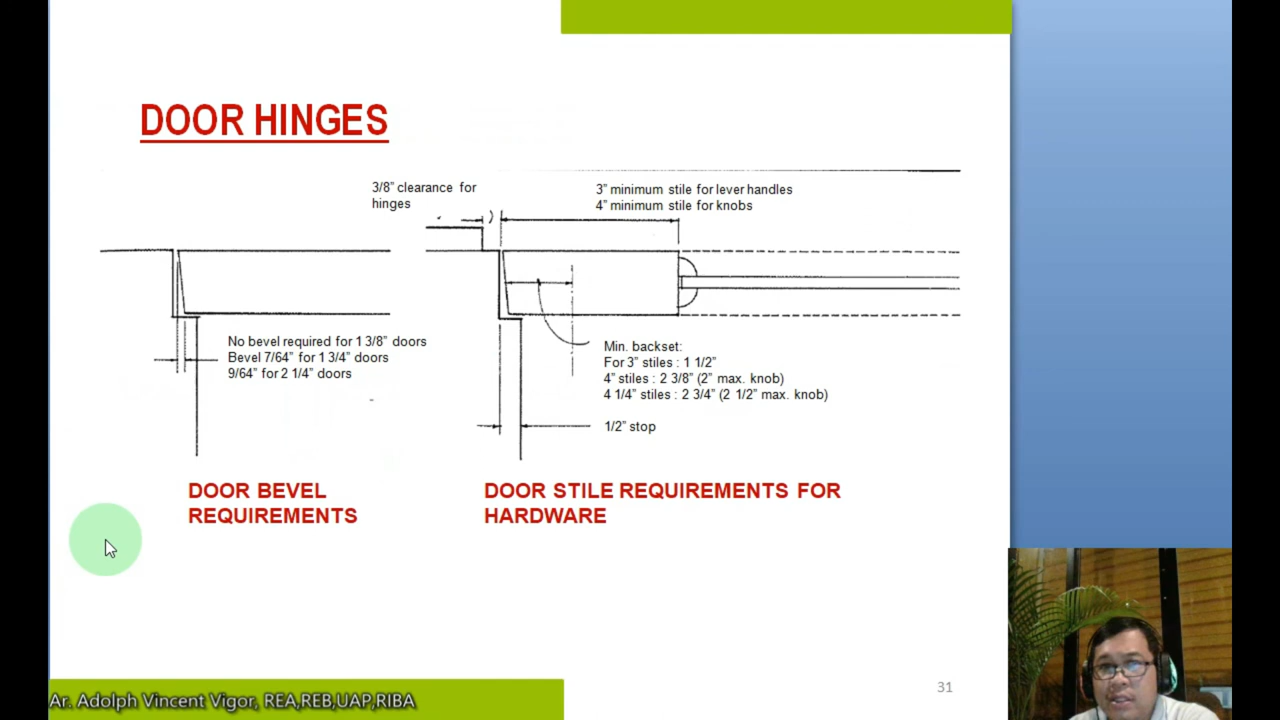 DOOR HINGES
3/8” clearance for
hinges
3” minimum stile for lever handles
4” minimum stile for knobs
No bevel required for 1 3/8” doors
Bevel 7/64” for 1 3/4” doors
9/64” for 2 1/4” doors
Min. backset:
For 3” stiles : 1 1/2”
4” stiles : 2 3/8” (2” max. knob)
4 1/4” stiles : 2 3/4” (2 1/2” max. knob)
1/2” stop
DOOR BEVEL
REQUIREMENTS
DOOR STILE REQUIREMENTS FOR
HARDWARE
31
Ar. Adolph Vincent Vigor, REA,REB,UAP,RIBA